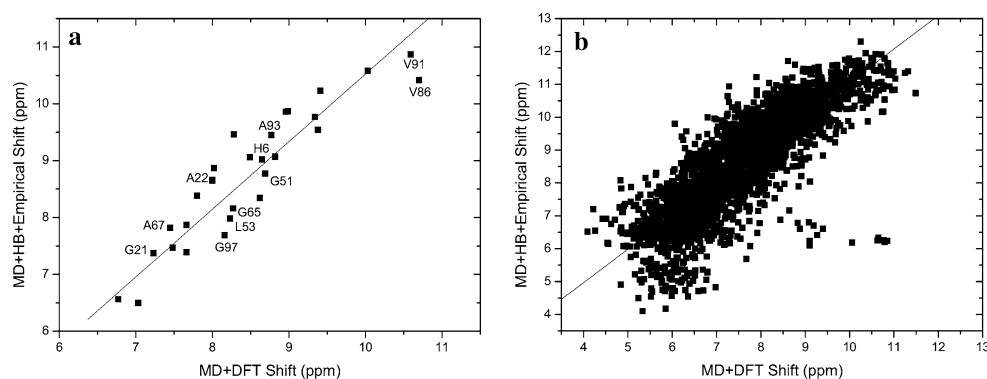 a
MD+HB+Empirical Shift (ppm)
11
10
9
8
7
6
V91
V86
A93
H6
G51
A22
G65
L53
A67
G97
G21
6 7 8 9 10 11
MD+DFT Shift (ppm)
b
MD+HB+Empirical Shift (ppm)
13
12
11
10
9
8
7
6
5
4
4 5 6 7 8 9 10 11 12 13
MD+DFT Shift (ppm)